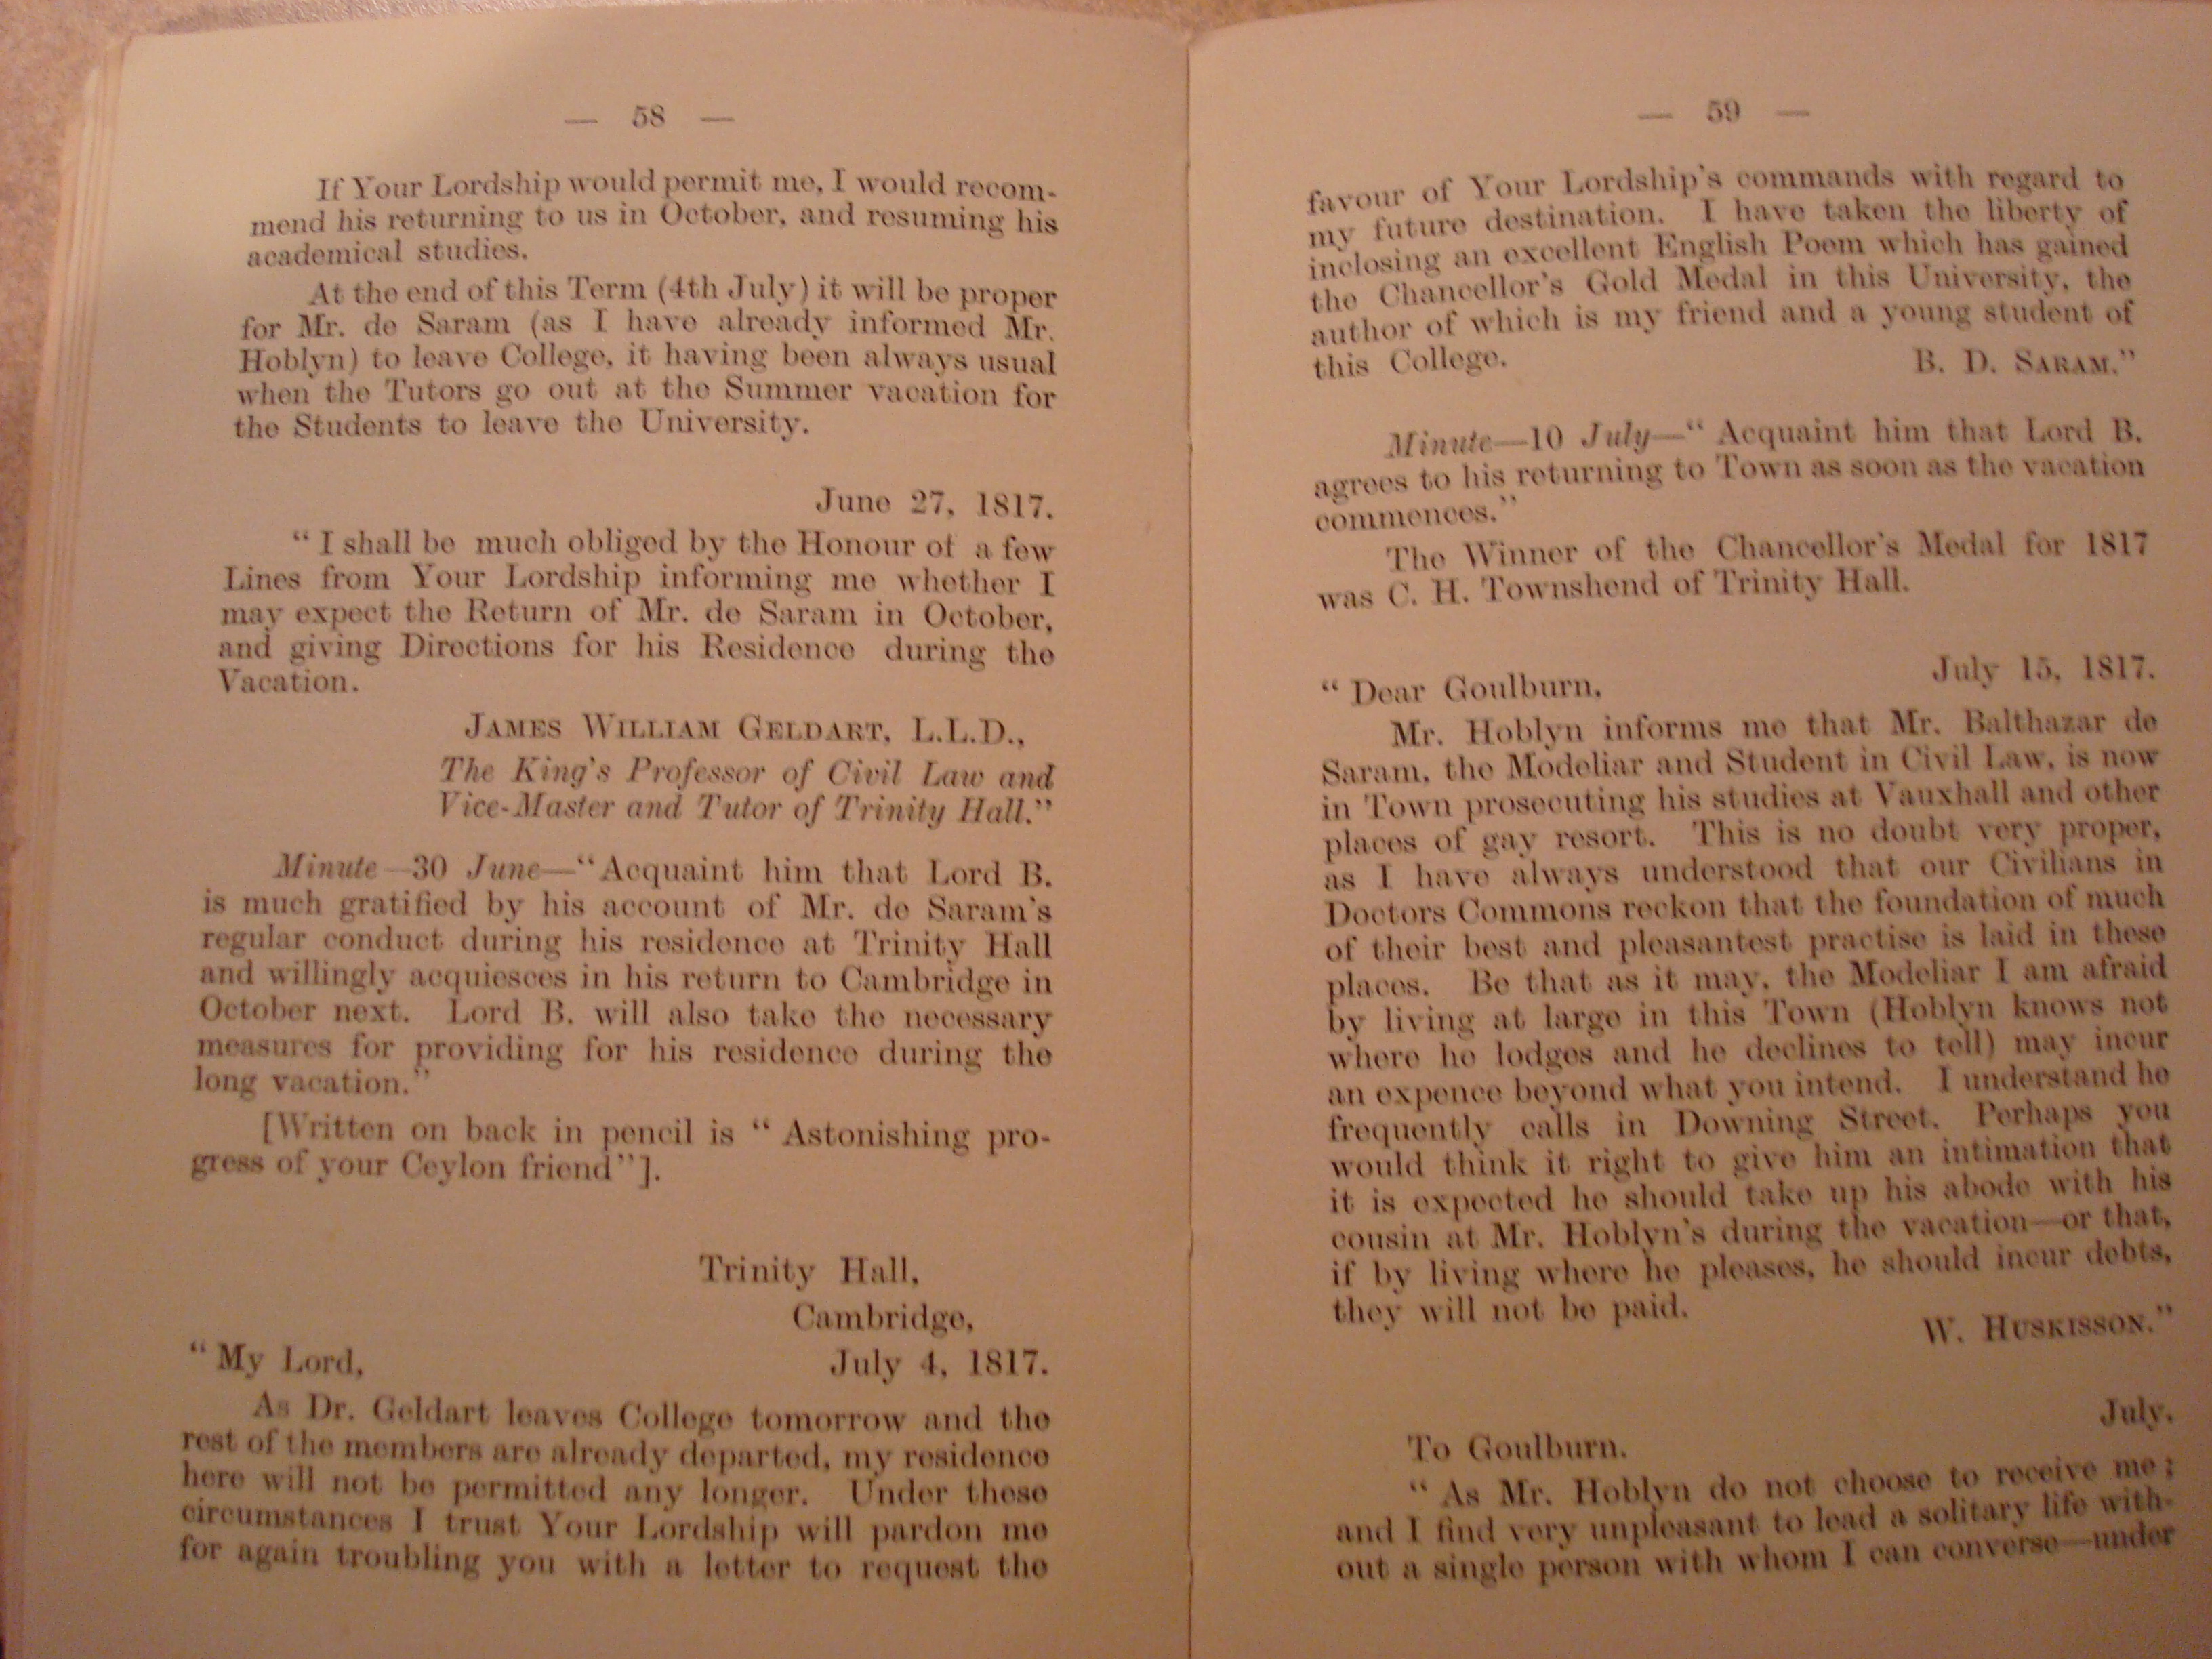 — 58 —
If Your Lordship would permit me, I would recom-
mend his returning to us in October, and resuming his
academical studies.
At the end of this Term (4th July) it will be proper
for Mr. de Saram (as I have already informed Mr.
Hoblyn) to leave College, it having been always usual
when the Tutors go out at the Summer vacation for
the Students to leave the University.
June 27, 1817.
“ I shall be much obliged by the Honour of a few
Lines from Your Lordship informing me whether I
may expect the Return of Mr. de Saram in October,
and giving Directions for his Residence during the
Vacation.
JAMES WILLIAM GELDART, L.L.D.,
The King's Professor of Civil Law and
Vice-Master and Tutor of Trinity Hall.”
Minute—30 June—“ Acquaint him that Lord B.
is much gratified by his account of Mr. de Saram's
regular conduct during his residence at Trinity Hall
and willingly acquiesces in his return to Cambridge in
October next. Lord B. will also take the necessary
measures for providing for his residence during the
long vacation.”
[Written on back in pencil is “ Astonishing pro-
gress of your Ceylon friend”].
Trinity Hall,
Cambridge,
“ My Lord, July 4, 1817.
As Dr. Geldart leaves College tomorrow and the
rest of the members are already departed, my residence
here will not be permitted any longer. Under these
circumstances I trust Your Lordship will pardon me
for again troubling you with a letter to request the
— 59 —
favour of Your Lordship's commands with regard to
my future destination. I have taken the liberty of
inclosing an excellent English Poem which has gained
the Chancellor's Gold Medal in this University, the
author of which is my friend and a young student of
this College. B. D. SARAM.”
Minute—10 July—“ Acquaint him that Lord B.
agrees to his returning to Town as soon as the vacation
commences.”
The Winner of the Chancellor's Medal for 1817
was C. H. Townshend of Trinity Hall.
July 15, 1817.
“ Dear Goulburn,
Mr. Hoblyn informs me that Mr. Balthazar de
Saram, the Modeliar and Student in Civil Law, is now
in Town prosecuting his studies at Vauxhall and other
places of gay resort. This is no doubt very proper,
as I have always understood that our Civilians in
Doctors Commons reckon that the foundation of much
of their best and pleasantest practise is laid in these
places. Be that as it may, the Modeliar I am afraid
by living at large in this Town (Hoblyn knows not
where he lodges and he declines to tell) may incur
an expence beyond what you intend. I understand he
frequently calls in Downing Street. Perhaps you
would think it right to give him an intimation that
it is expected he should take up his abode with his
cousin at Mr. Hoblyn's during the vacation—or that,
if by living where he pleases, he should incur debts,
they will not be paid.
W. HUSKISSON.”
July.
To Goulburn.
“ As Mr. Hoblyn do not choose to receive me ;
and I find very unpleasant to lead a solitary life with-
out a single person with whom I can converse—under